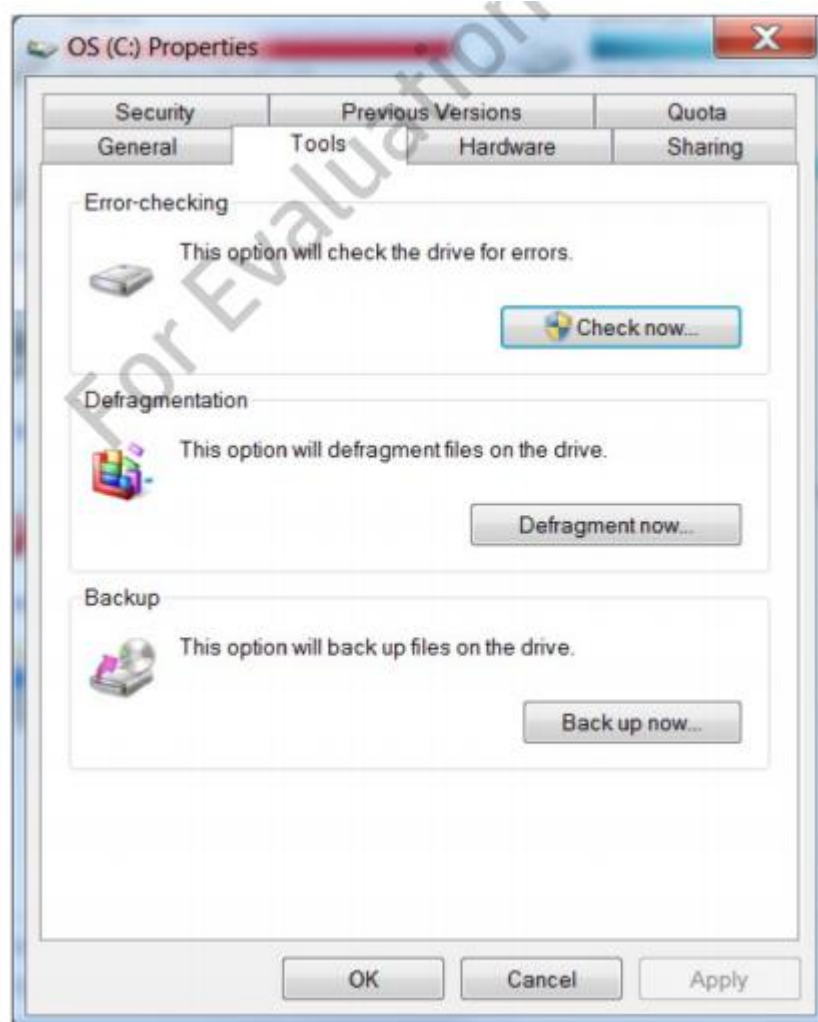 OS (C:) Properties
Security Previous Versions Quota
General Tools Hardware Sharing
Error-checking
This option will check the drive for errors.
Check now...
Defragmentation
This option will defragment files on the drive.
Defragment now...
Backup
This option will back up files on the drive.
Back up now...
OK Cancel Apply
For Evaluation